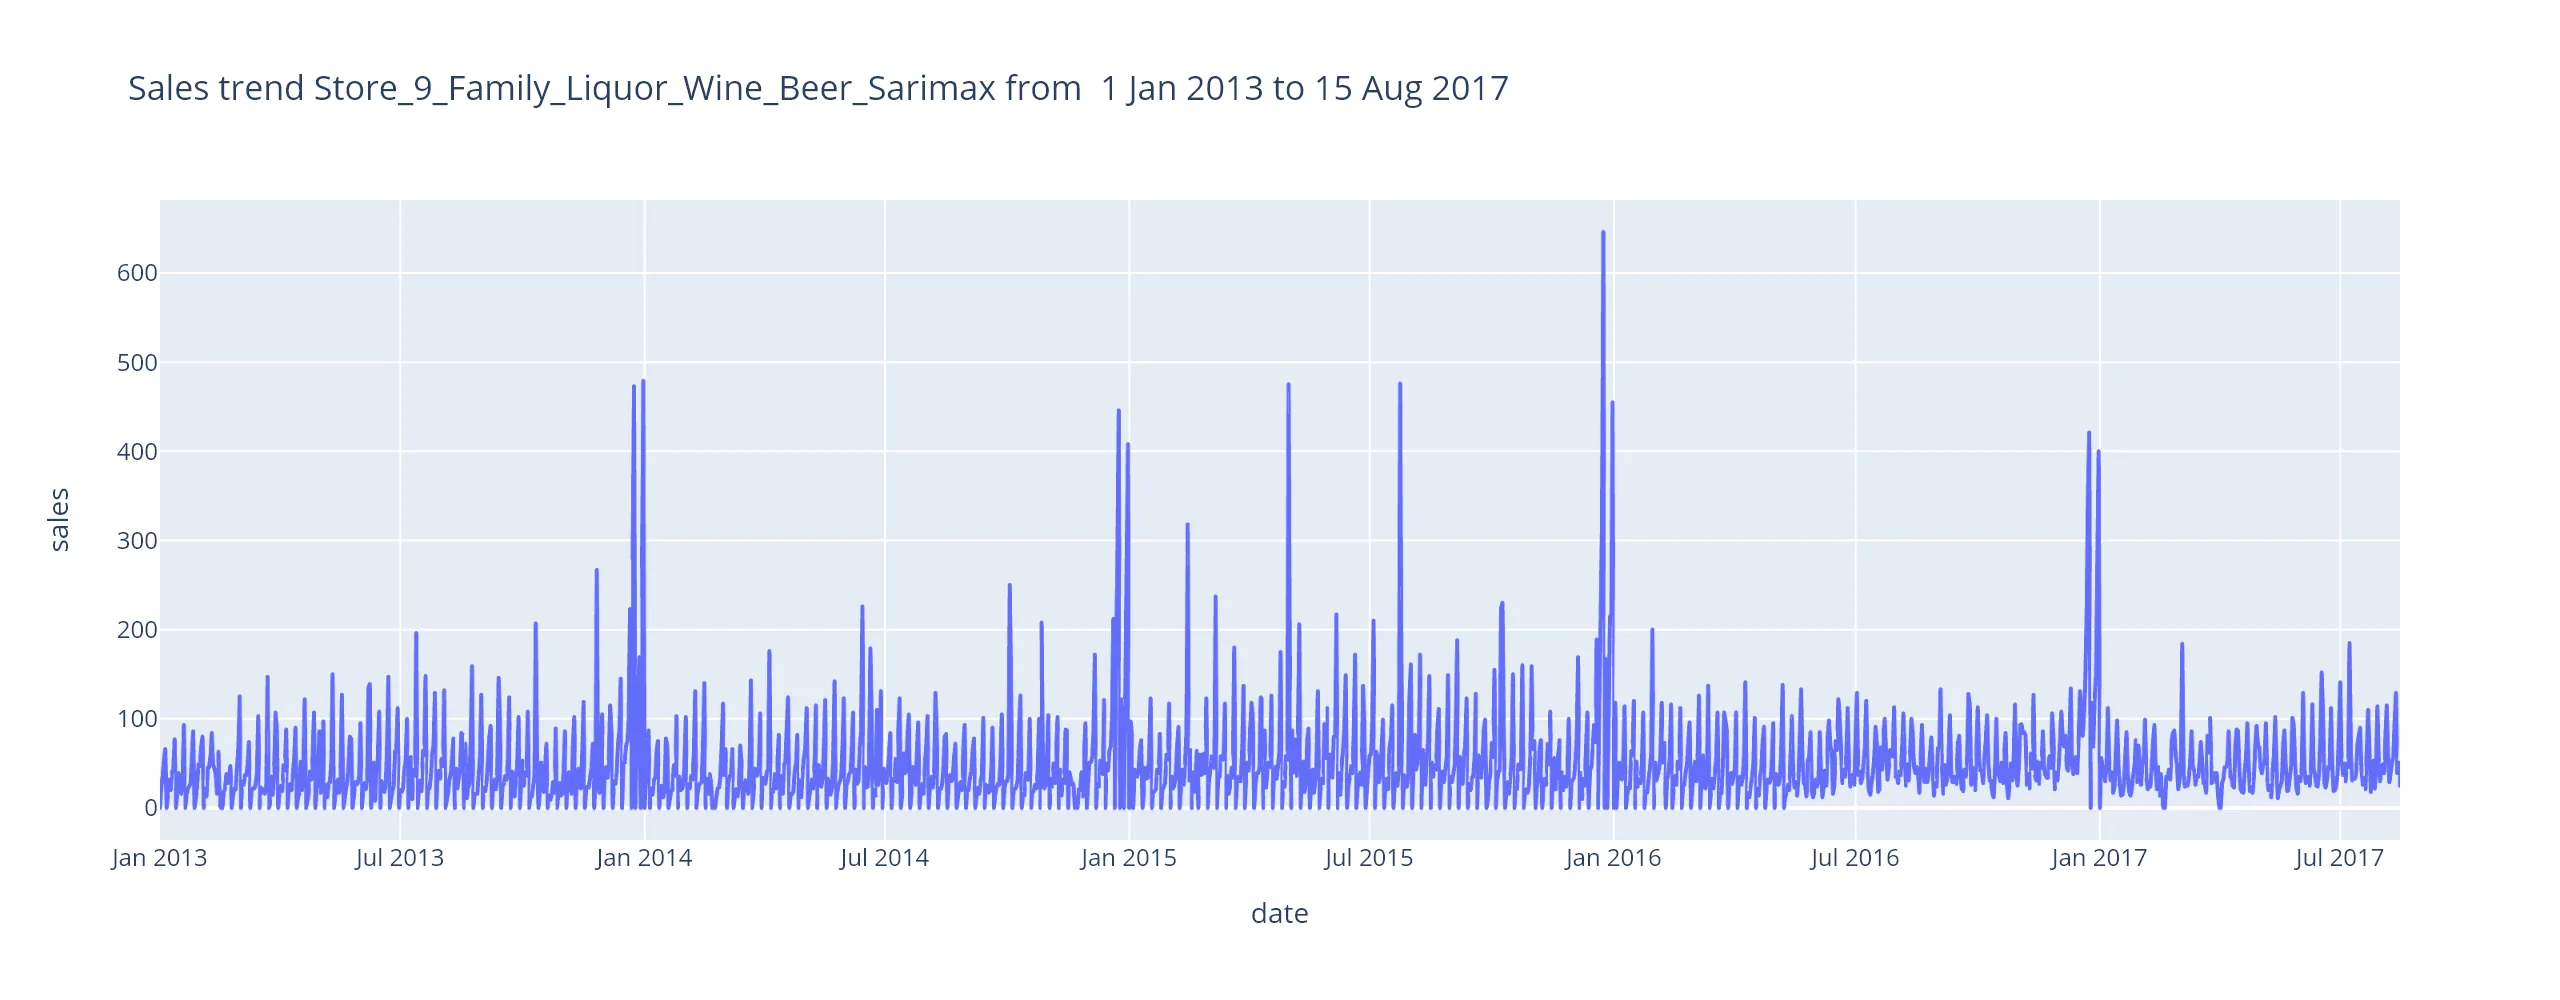 Sales trend Store_9_Family_Liquor_Wine_Beer_Sarimax from  1 Jan 2013 to 15 Aug 2017
600
500
400
300
200
100
0
sales
Jan 2013 Jul 2013 Jan 2014 Jul 2014 Jan 2015 Jul 2015 Jan 2016 Jul 2016 Jan 2017 Jul 2017
date